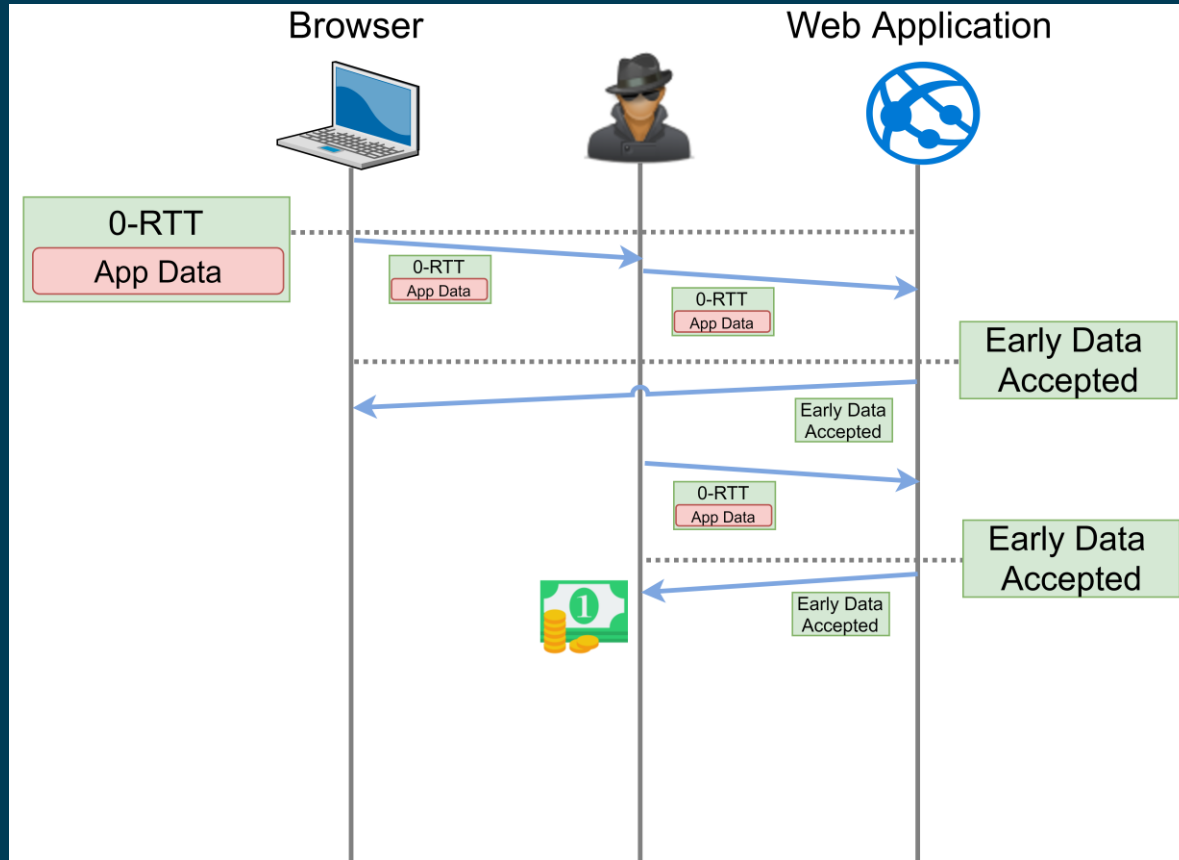 Browser
Web Application
0-RTT
App Data
0-RTT
App Data
0-RTT
App Data
Early Data
Accepted
Early Data
Accepted
0-RTT
App Data
Early Data
Accepted
Early Data
Accepted
1